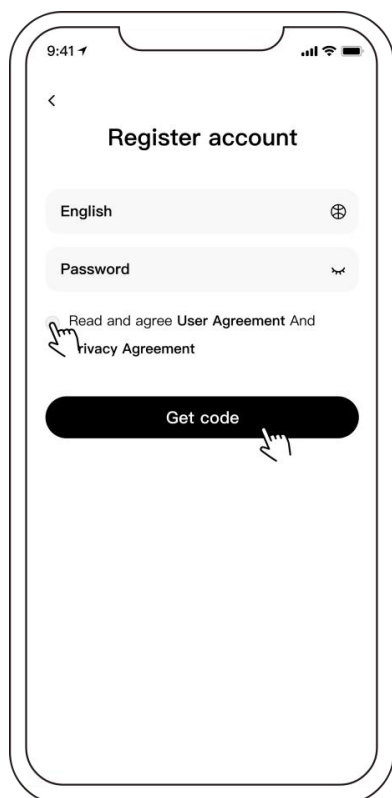 9:41
Register account
English
Password
Read and agree User Agreement And
rivacy Agreement
Get code